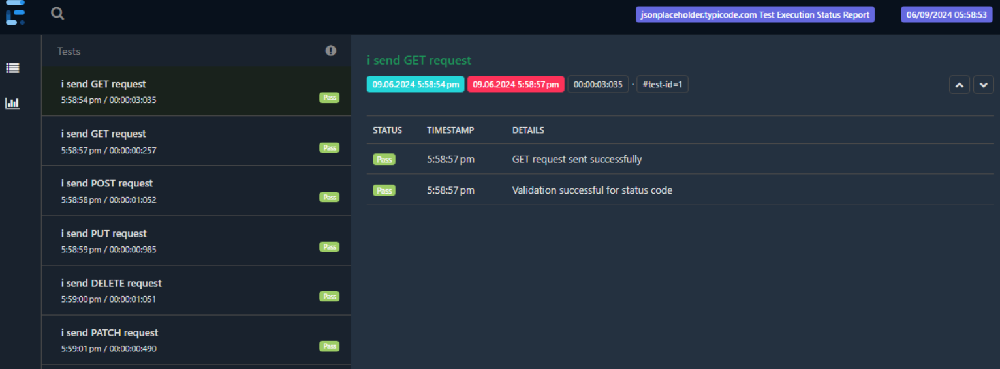 jsonplaceholder.typicode.com Test Execution Status Report
06/09/2024 05:58:53
Tests
i send GET request
5:58:54 pm / 00:00:03:035
Pass
i send GET request
5:58:57 pm / 00:00:00:257
Pass
i send POST request
5:58:58 pm / 00:00:01:052
Pass
i send PUT request
5:58:59 pm / 00:00:00:985
Pass
i send DELETE request
5:59:00 pm / 00:00:01:051
Pass
i send PATCH request
5:59:01 pm / 00:00:00:490
Pass
i send GET request
09.06.2024 5:58:54 pm 09.06.2024 5:58:57 pm 00:00:03:035 · #test-id=1
STATUS TIMESTAMP DETAILS
Pass 5:58:57 pm GET request sent successfully
Pass 5:58:57 pm Validation successful for status code